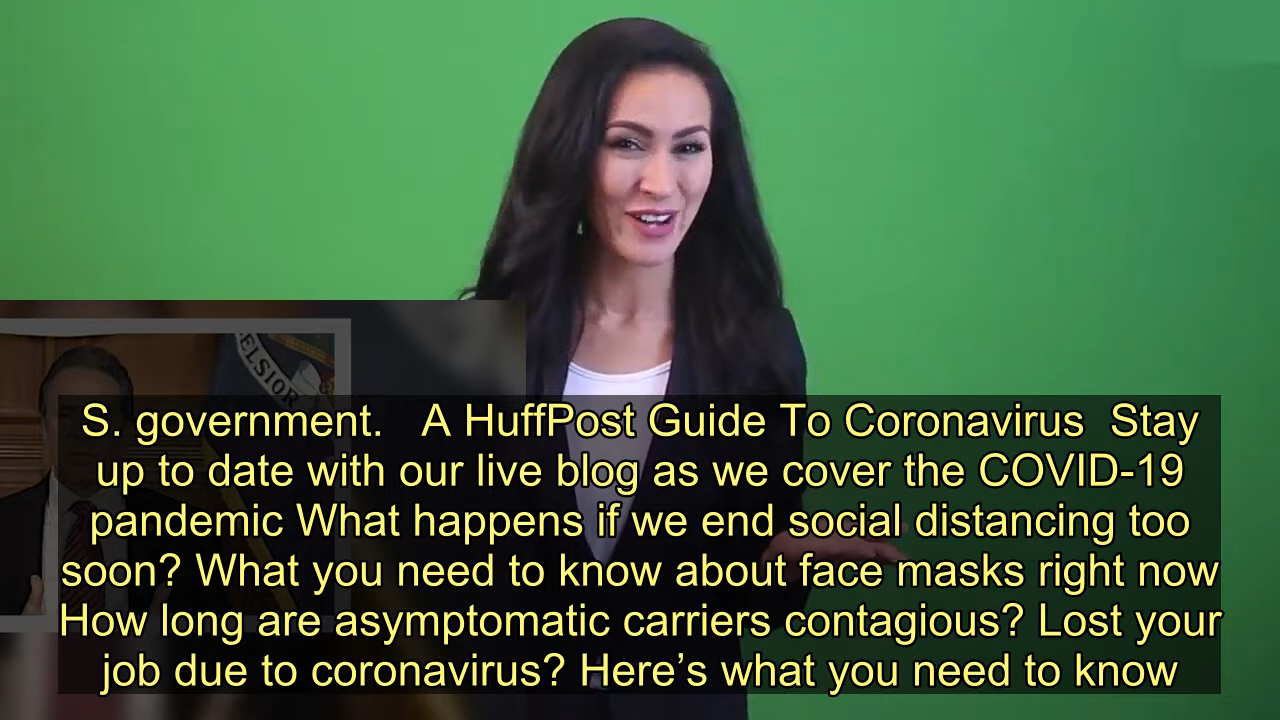 ELSIOR
S. government. A HuffPost Guide To Coronavirus Stay
up to date with our live blog as we cover the COVID-19
pandemic What happens if we end social distancing too
soon? What you need to know about face masks right now
How long are asymptomatic carriers contagious? Lost your
job due to coronavirus? Here’s what you need to know